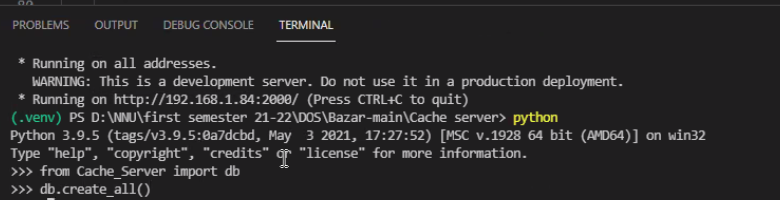 PROBLEMS OUTPUT DEBUG CONSOLE TERMINAL
* Running on all addresses.
WARNING: This is a development server. Do not use it in a production deployment.
* Running on http://192.168.1.84:2000/ (Press CTRL+C to quit)
(.venv) PS D:\NNU\first semester 21-22\DOS\Bazar-main\Cache server> python
Python 3.9.5 (tags/v3.9.5:0a7dcbd, May  3 2021, 17:27:52) [MSC v.1928 64 bit (AMD64)] on win32
Type "help", "copyright", "credits" or "license" for more information.
>>> from Cache_Server import db
>>> db.create_all()